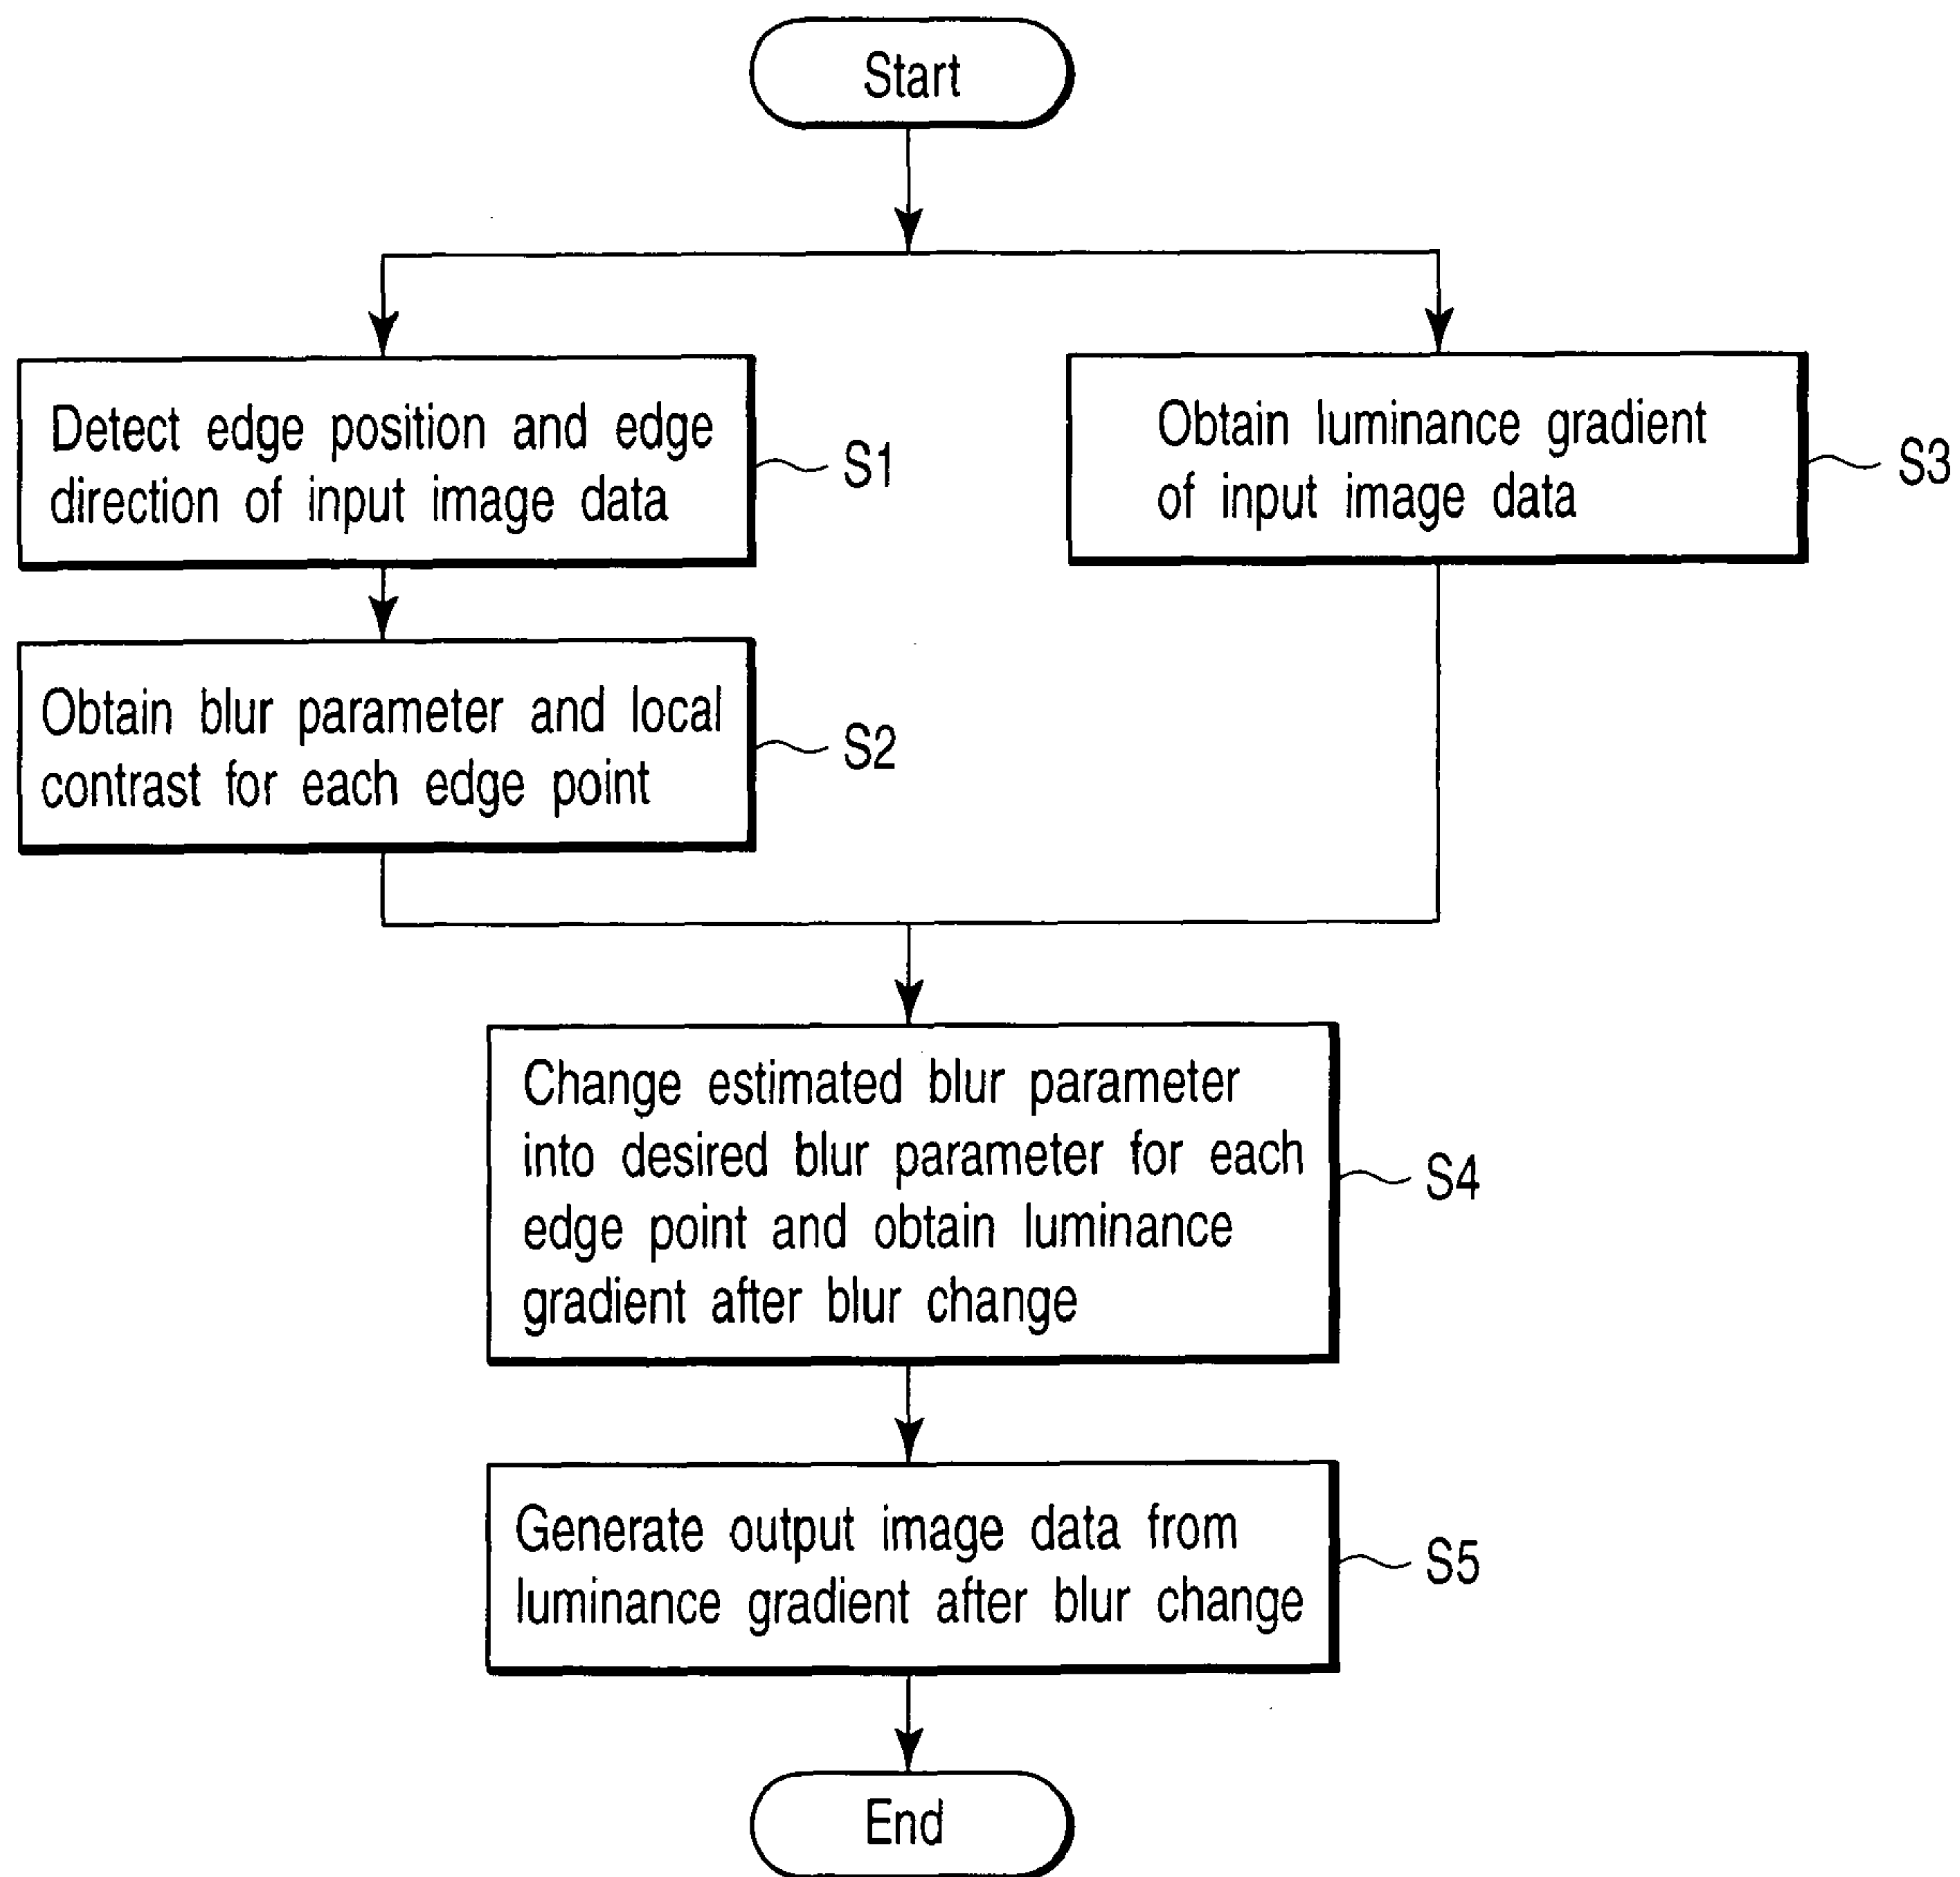 Start
Detect edge position and edge
direction of input image data
S1
Obtain luminance gradient
of input image data
S3
Obtain blur parameter and local
contrast for each edge point
S2
Change estimated blur parameter
into desired blur parameter for each
edge point and obtain luminance
gradient after blur change
S4
Generate output image data from
luminance gradient after blur change
S5
End